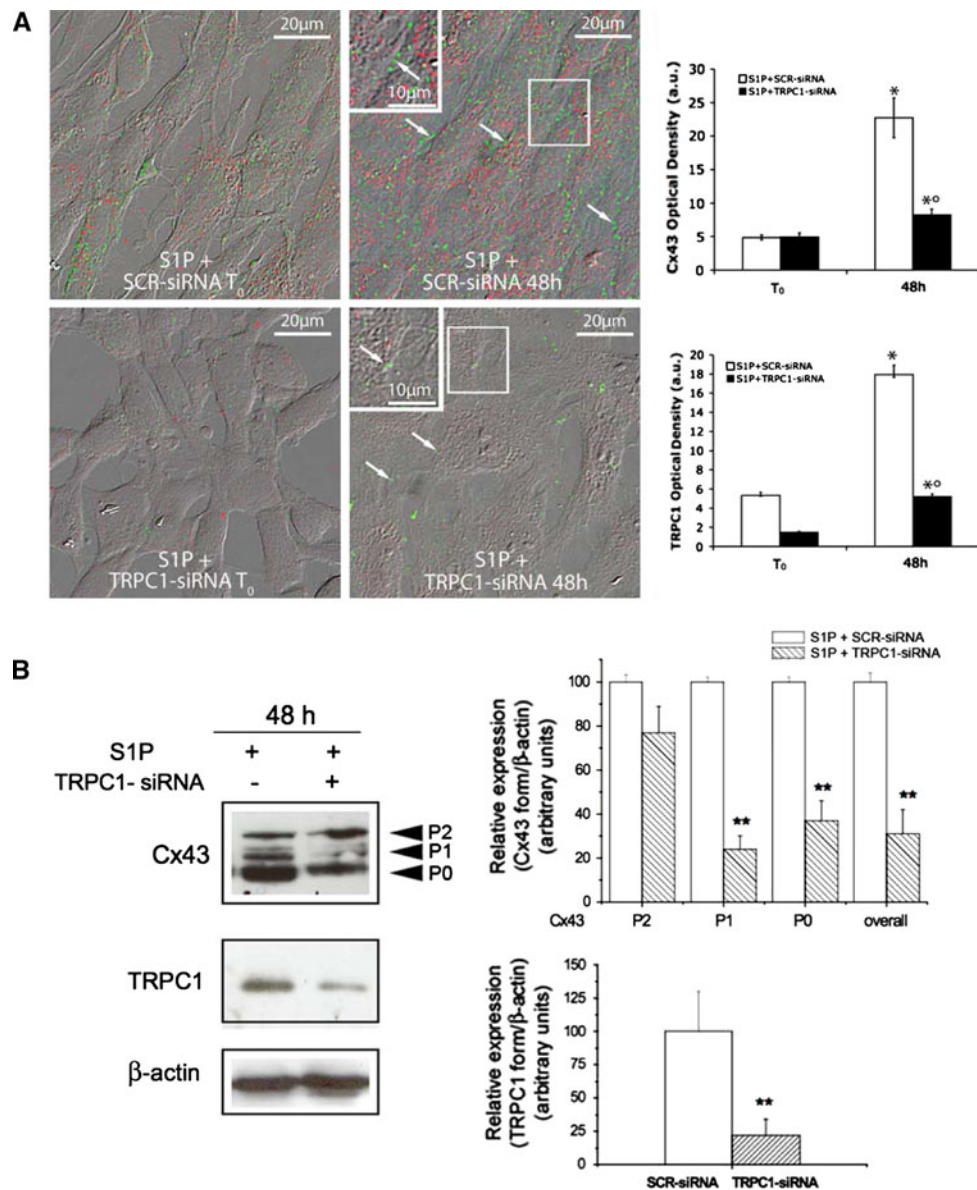 A
20µm
S1P +
SCR-siRNA T0
20µm
10µm
S1P +
SCR-siRNA 48h
20µm
S1P +
TRPC1-siRNA T0
20µm
10µm
S1P +
TRPC1-siRNA 48h
Cx43 Optical Density (a.u.)
30
25
20
15
10
5
0
□ S1P+SCR-siRNA
■ S1P+TRPC1-siRNA
*
*°
T0 48h
TRPC1 Optical Density (a.u.)
20
18
16
14
12
10
8
6
4
2
0
□ S1P+SCR-siRNA
■ S1P+TRPC1-siRNA
*
*°
T0 48h
B
48 h
S1P + +
TRPC1- siRNA - +
Cx43
P2
P1
P0
TRPC1
β-actin
S1P + SCR-siRNA
S1P + TRPC1-siRNA
Relative expression
(Cx43 form/β-actin)
(arbitrary units)
100
80
60
40
20
0
**
**
**
Cx43 P2 P1 P0 overall
Relative expression
(TRPC1 form/β-actin)
(arbitrary units)
150
125
100
75
50
25
0
**
SCR-siRNA TRPC1-siRNA